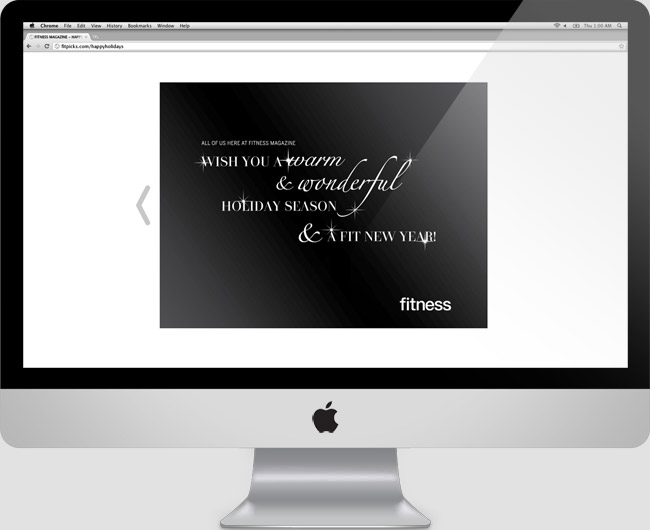 Chrome File Edit View History Bookmarks Window Help Thu 1:00 AM
FITNESS MAGAZINE – HAPPY
fitpicks.com/happyholidays
ALL OF US HERE AT FITNESS MAGAZINE
WISH YOU A warm
& wonderful
HOLIDAY SEASON
& A FIT NEW YEAR!
fitness